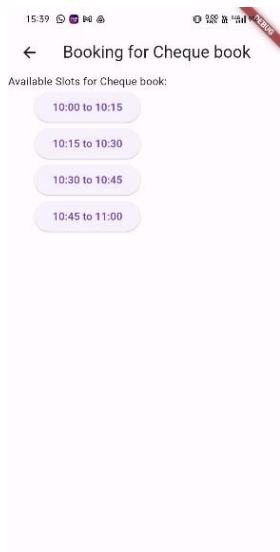 15:39
DEBUG
Booking for Cheque book
Available Slots for Cheque book:
10:00 to 10:15
10:15 to 10:30
10:30 to 10:45
10:45 to 11:00